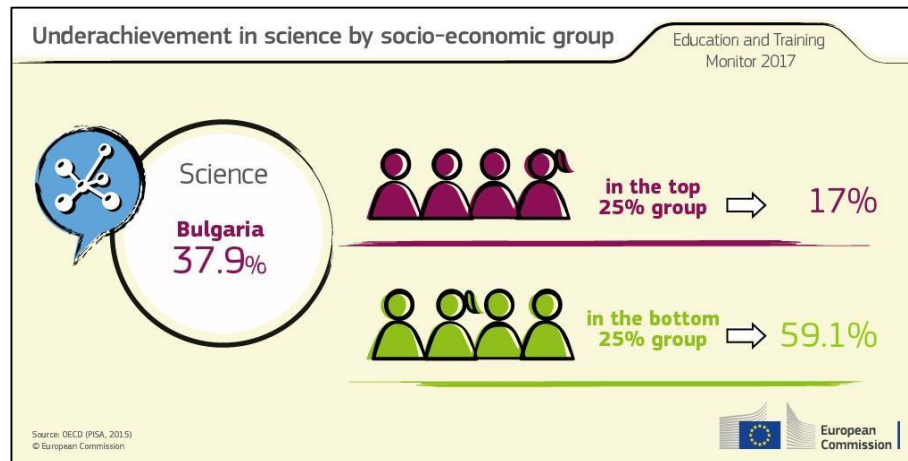 Underachievement in science by socio-economic group
Education and Training
Monitor 2017
Science
Bulgaria
37.9%
in the top
25% group
17%
in the bottom
25% group
59.1%
Source: OECD (PISA, 2015)
© European Commission
European
Commission